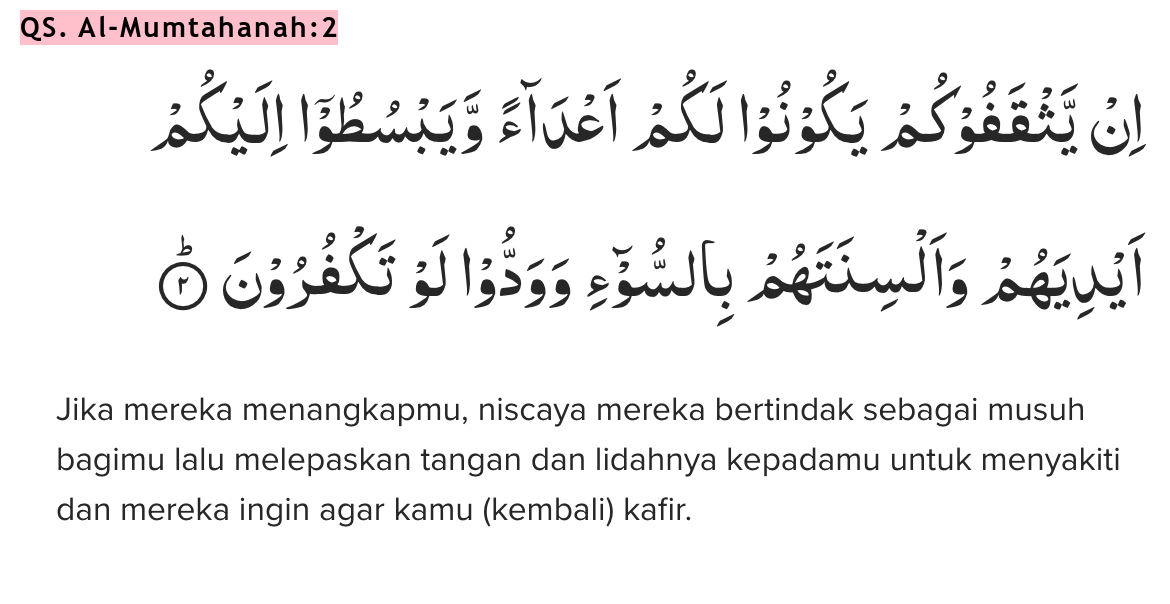 QS. Al-Mumtahanah:2
اِنْ يَّثْقَفُوْكُمْ يَكُوْنُوْا لَكُمْ اَعْدَاۤءً وَّيَبْسُطُوْٓا اِلَيْكُمْ
اَيْدِيَهُمْ وَاَلْسِنَتَهُمْ بِالسُّوْۤءِ وَوَدُّوْا لَوْ تَكْفُرُوْنَۗ ٢
Jika mereka menangkapmu, niscaya mereka bertindak sebagai musuh
bagimu lalu melepaskan tangan dan lidahnya kepadamu untuk menyakiti
dan mereka ingin agar kamu (kembali) kafir.